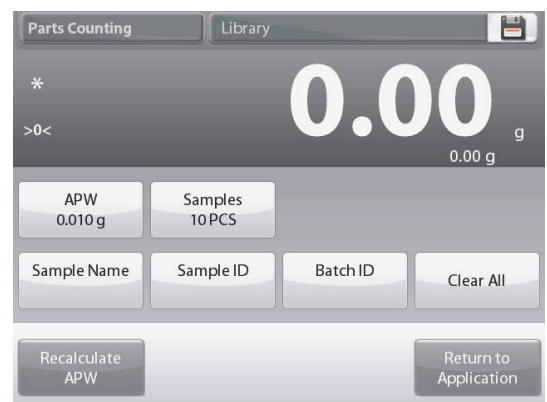 Parts Counting
Library
*
0.00 g
>0<
0.00 g
APW
0.010 g
Samples
10 PCS
Sample Name
Sample ID
Batch ID
Clear All
Recalculate
APW
Return to
Application